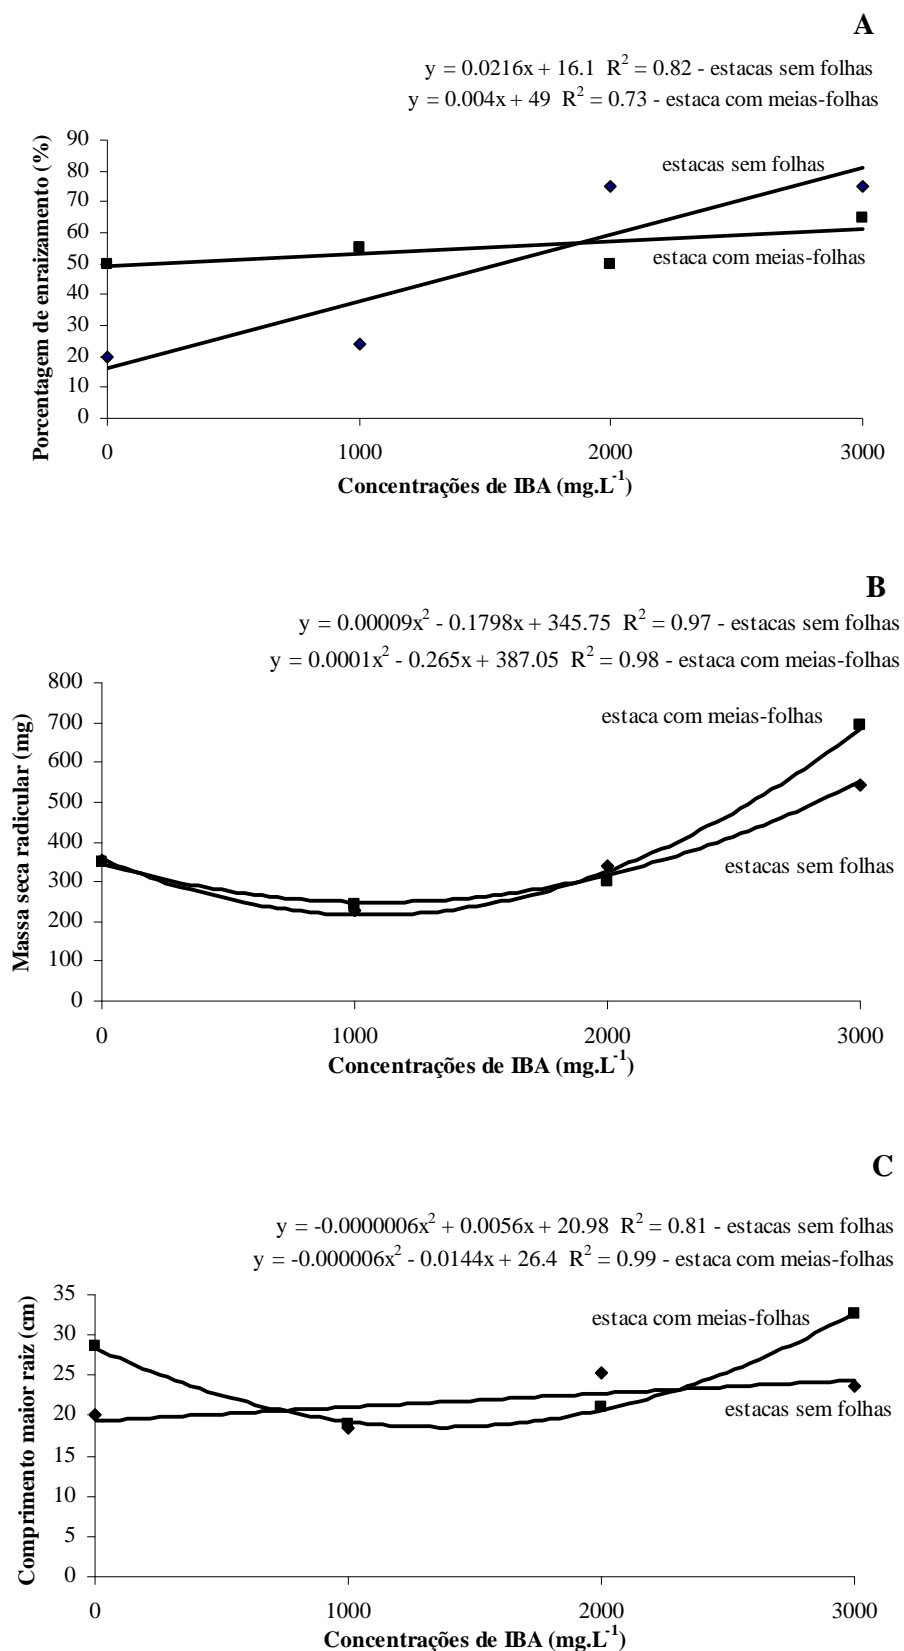 A
y = 0.0216x + 16.1 R² = 0.82 - estacas sem folhas
y = 0.004x + 49 R² = 0.73 - estaca com meias-folhas
Porcentagem de enraizamento (%)
90
80
70
60
50
40
30
20
10
0
estacas sem folhas
estaca com meias-folhas
0 1000 2000 3000
Concentrações de IBA (mg.L⁻¹)
B
y = 0.00009x² - 0.1798x + 345.75 R² = 0.97 - estacas sem folhas
y = 0.0001x² - 0.265x + 387.05 R² = 0.98 - estaca com meias-folhas
Massa seca radicular (mg)
800
700
600
500
400
300
200
100
0
estaca com meias-folhas
estacas sem folhas
0 1000 2000 3000
Concentrações de IBA (mg.L⁻¹)
C
y = -0.0000006x² + 0.0056x + 20.98 R² = 0.81 - estacas sem folhas
y = -0.000006x² - 0.0144x + 26.4 R² = 0.99 - estaca com meias-folhas
Comprimento maior raiz (cm)
35
30
25
20
15
10
5
0
estaca com meias-folhas
estacas sem folhas
0 1000 2000 3000
Concentrações de IBA (mg.L⁻¹)